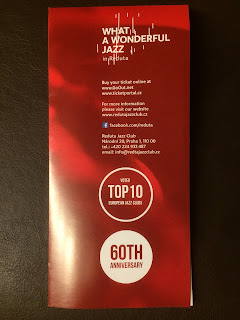 WHAT
A WONDERFUL
JAZZ
in Reduta
Buy your ticket online at
www.GoOut.net
www.ticketportal.cz
For more information
please visit our website
www.redutajazzclub.cz
facebook.com/reduta
Reduta Jazz Club
Národní 20, Praha 1, 110 00
tel.: +420 224 933 487
email: info@redutajazzclub.cz
VOTED
TOP10
EUROPEAN JAZZ CLUBS
60TH
ANNIVERSARY